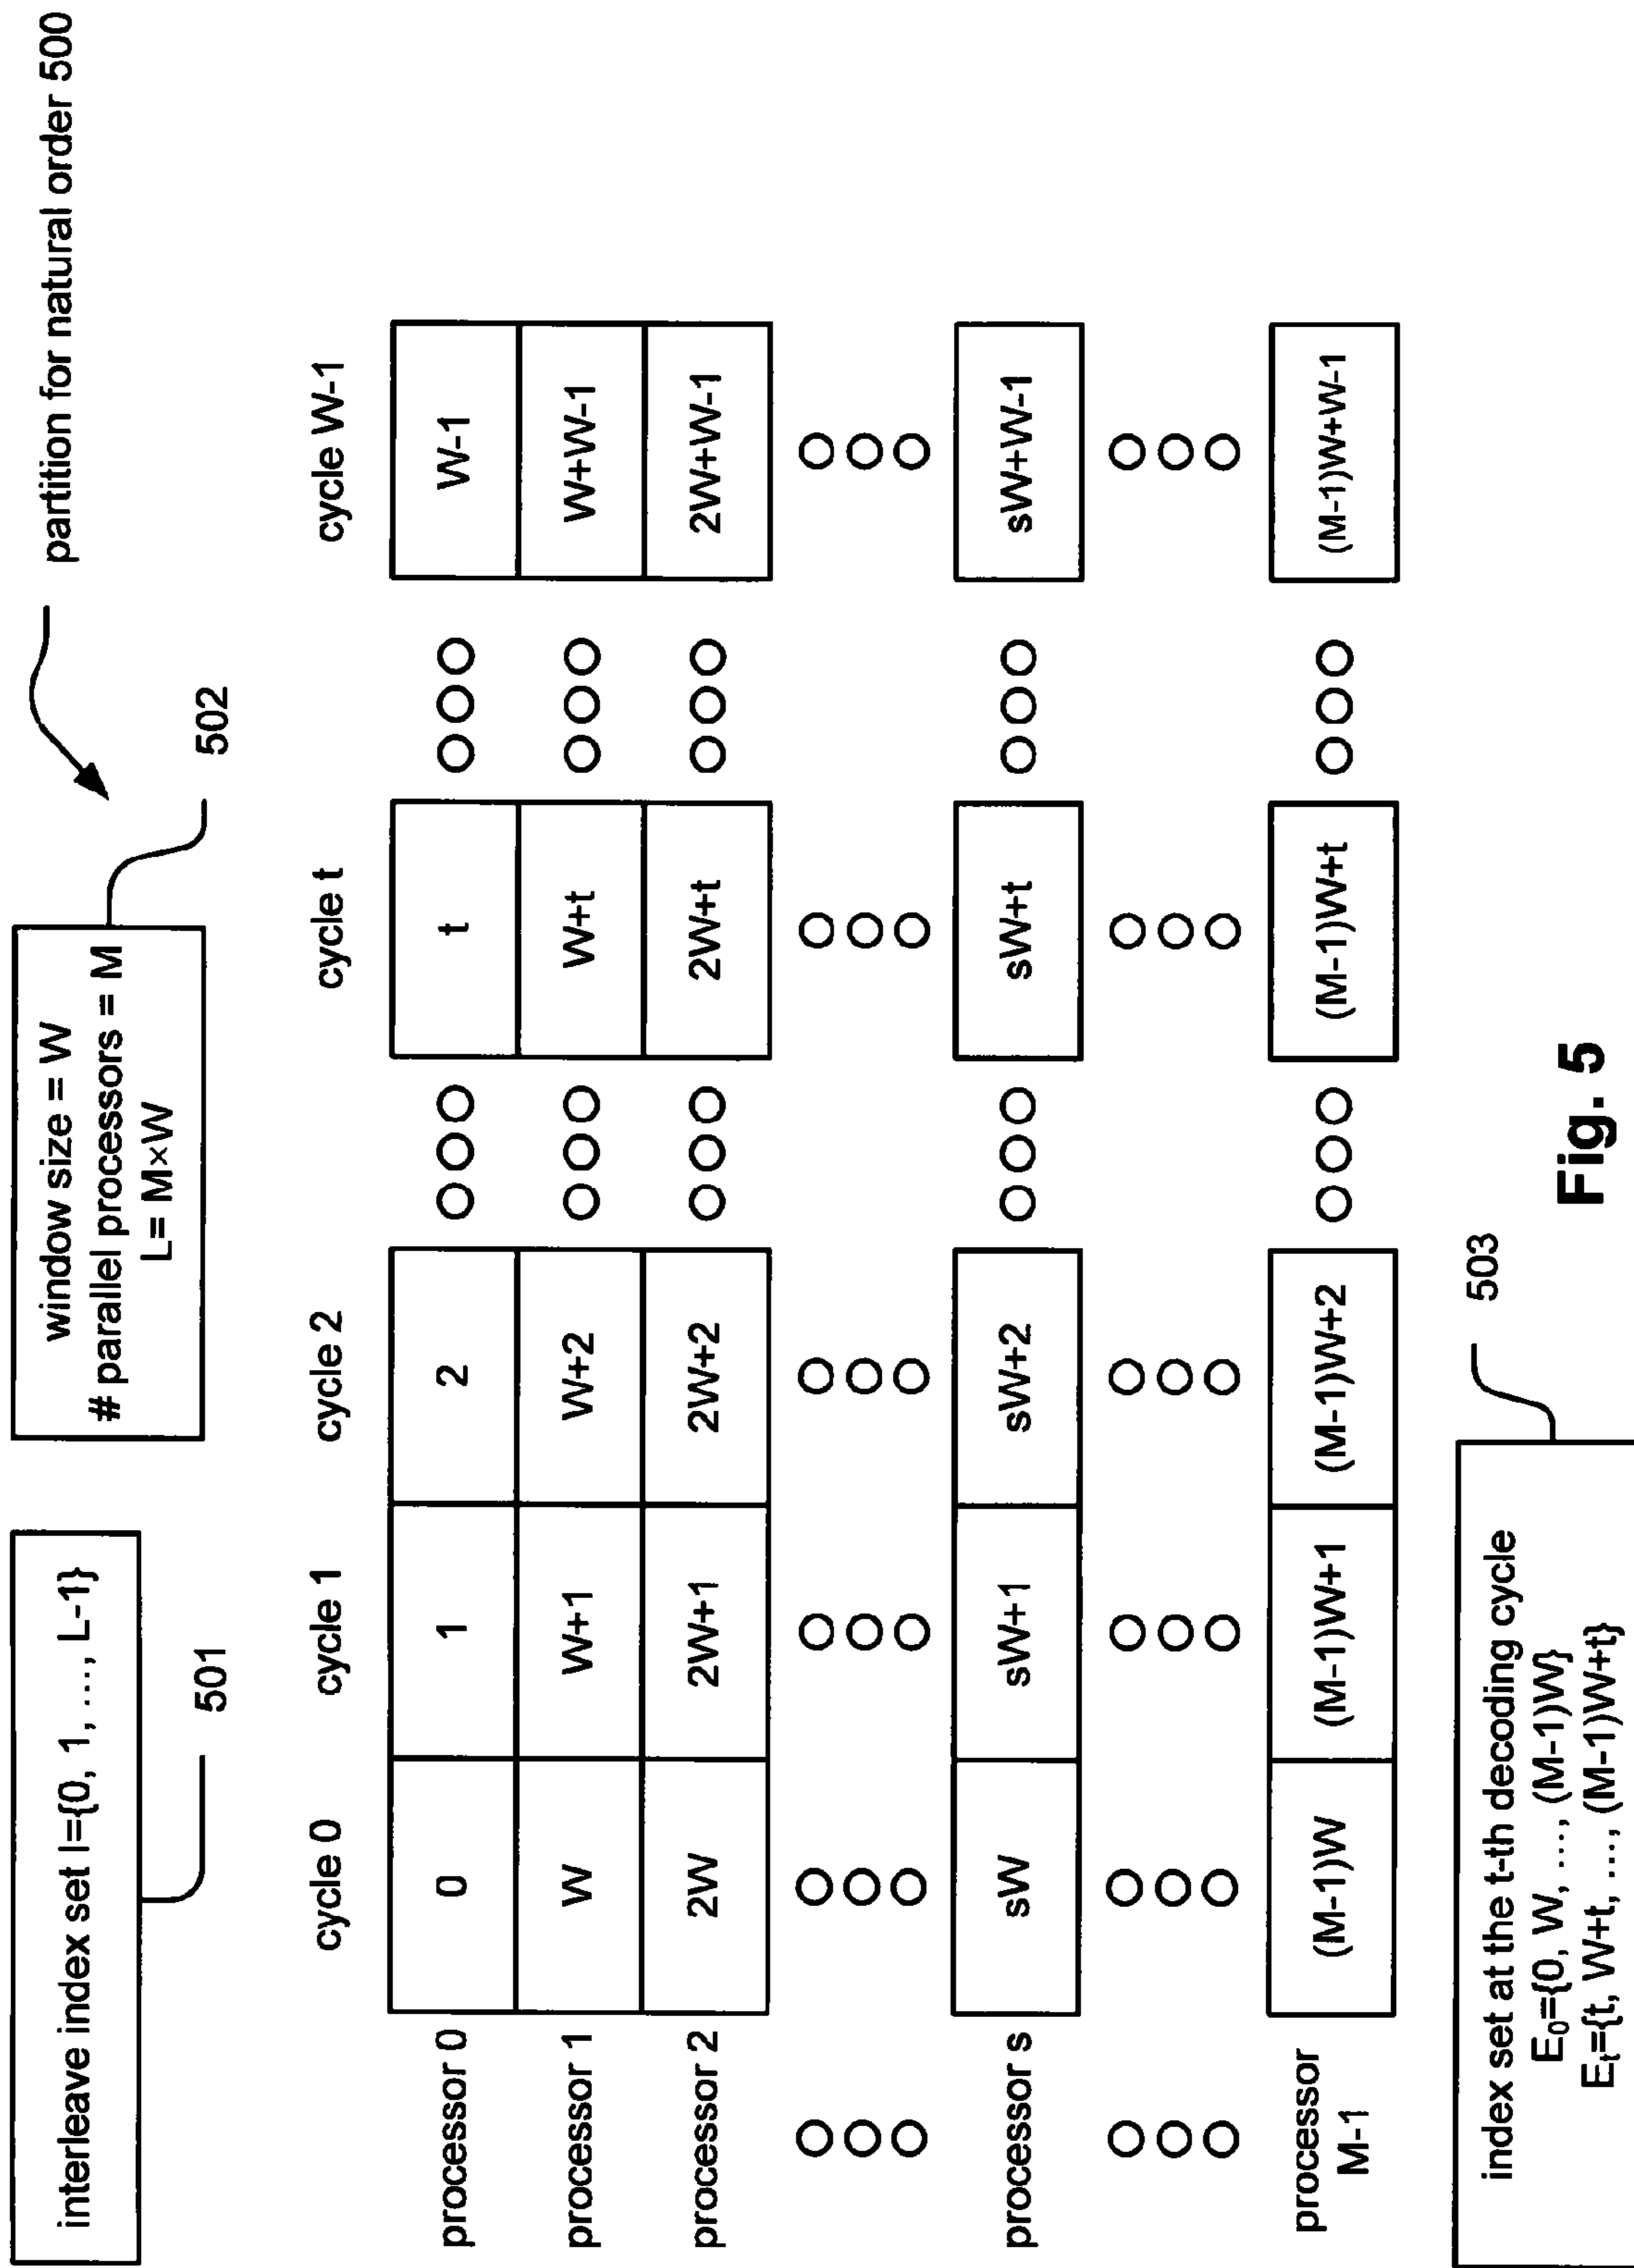 partition for natural order 500
interleave index set I={0, 1, ..., L-1}
501
window size = W
# parallel processors = M
L= M×W
502
cycle 0 cycle 1 cycle 2 cycle t cycle W-1
processor 0 0 1 2 t W-1
processor 1 W W+1 W+2 W+t W+W-1
processor 2 2W 2W+1 2W+2 2W+t 2W+W-1
processor s sW sW+1 sW+2 sW+t sW+W-1
processor
M-1 (M-1)W (M-1)W+1 (M-1)W+2 (M-1)W+t (M-1)W+W-1
index set at the t-th decoding cycle
E₀={0, W, ..., (M-1)W}
Eₜ={t, W+t, ..., (M-1)W+t}
503
Fig. 5